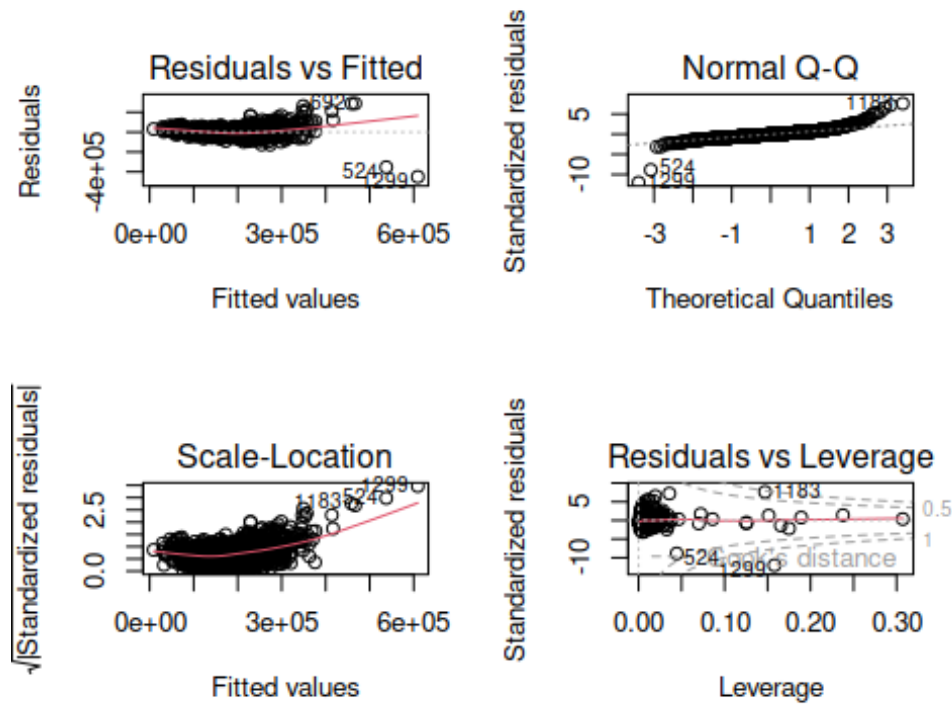 Residuals vs Fitted
Residuals
-4e+05
692
524
1299
0e+00 3e+05 6e+05
Fitted values
Normal Q-Q
Standardized residuals
5
-10
1183
524
1299
-3 -1 1 2 3
Theoretical Quantiles
Scale-Location
√|Standardized residuals|
2.5
0.0
1183
524
1299
0e+00 3e+05 6e+05
Fitted values
Residuals vs Leverage
Standardized residuals
5
-10
1183
0.5
1
524
1299
Cook's distance
0.00 0.10 0.20 0.30
Leverage